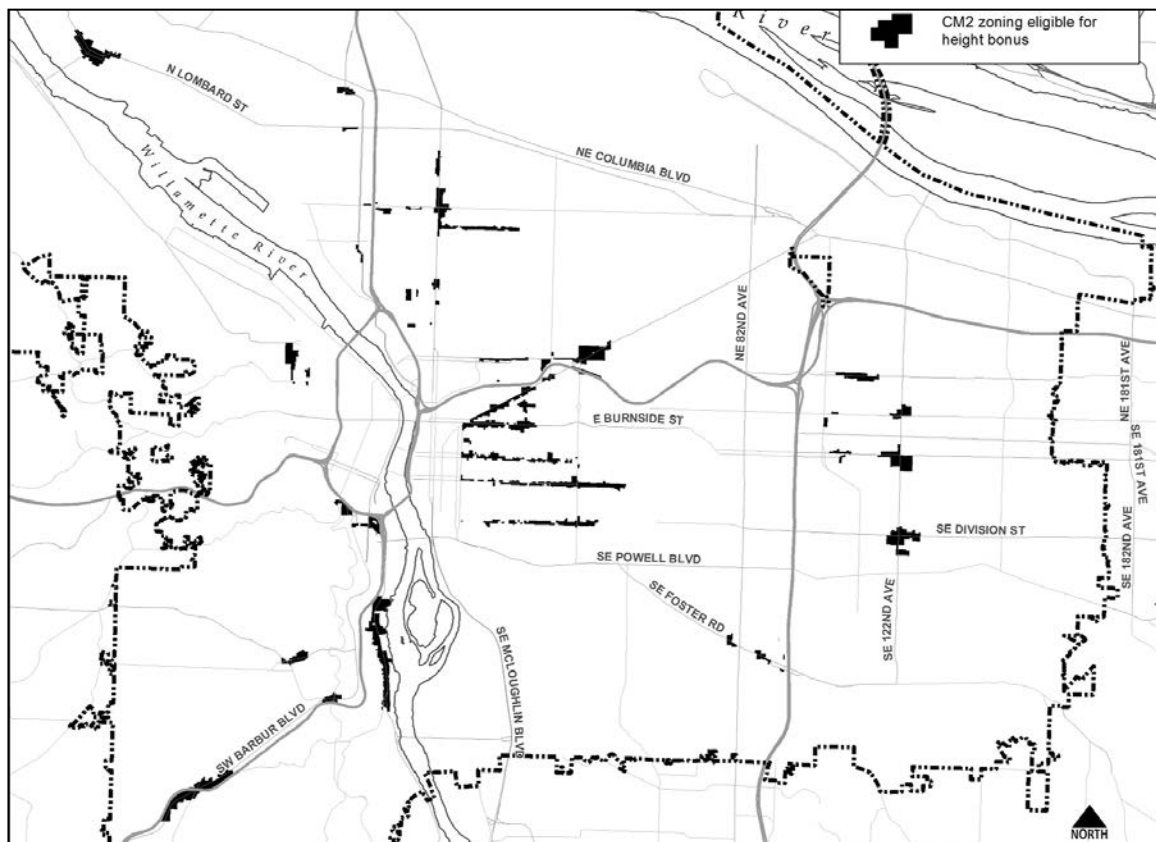 River
CM2 zoning eligible for
height bonus
N LOMBARD ST
NE COLUMBIA BLVD
Willamette River
NE 82ND AVE
NE 181ST AVE
E BURNSIDE ST
SE 181ST AVE
SE DIVISION ST
SE POWELL BLVD
SE 182ND AVE
SE FOSTER RD
SE 122ND AVE
SE MCLOUGHLIN BLVD
SW BARBUR BLVD
NORTH